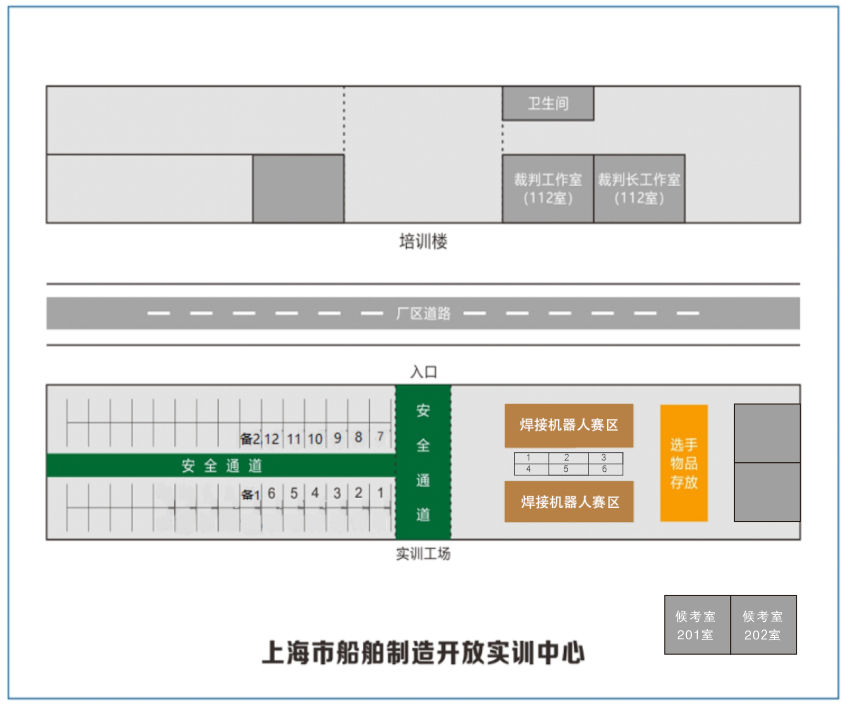 卫生间
裁判工作室
(112室)
裁判长工作室
(112室)
培训楼
厂区道路
入口
备2 12 11 10 9 8 7
安全通道
备1 6 5 4 3 2 1
安
全
通
道
焊接机器人赛区
1 2 3
4 5 6
焊接机器人赛区
选手
物品
存放
实训工场
候考室
201室
候考室
202室
上海市船舶制造开放实训中心